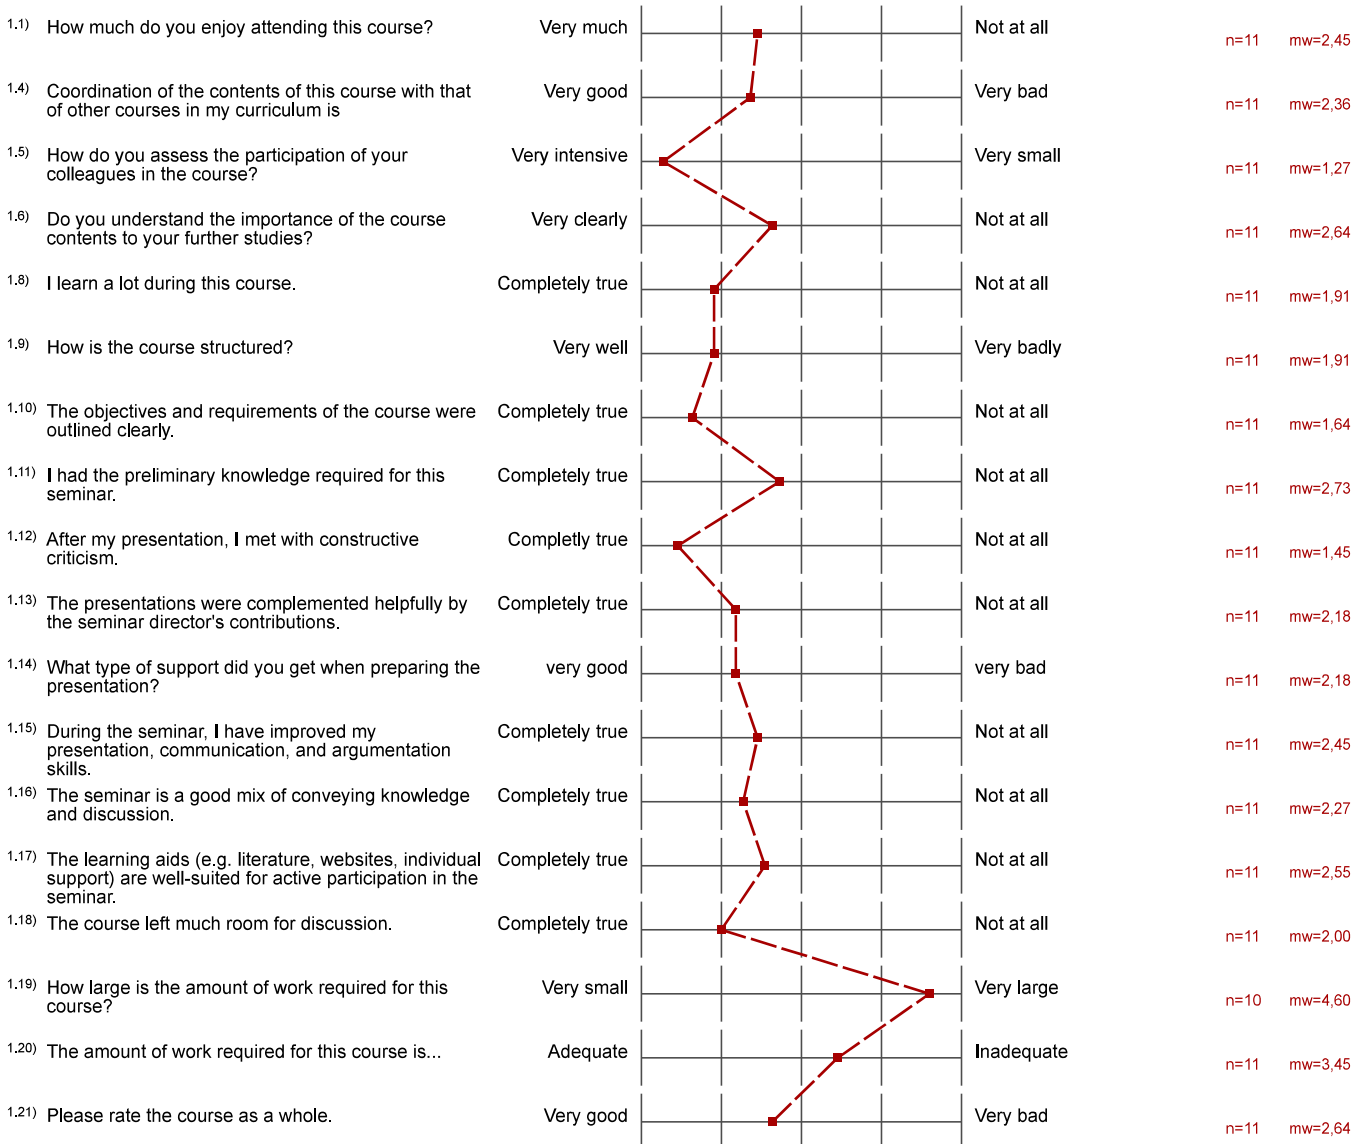 1.1) How much do you enjoy attending this course? Very much Not at all n=11 mw=2,45
1.4) Coordination of the contents of this course with that Very good Very bad n=11 mw=2,36
of other courses in my curriculum is
1.5) How do you assess the participation of your Very intensive Very small n=11 mw=1,27
colleagues in the course?
1.6) Do you understand the importance of the course Very clearly Not at all n=11 mw=2,64
contents to your further studies?
1.8) I learn a lot during this course. Completely true Not at all n=11 mw=1,91
1.9) How is the course structured? Very well Very badly n=11 mw=1,91
1.10) The objectives and requirements of the course were Completely true Not at all n=11 mw=1,64
outlined clearly.
1.11) I had the preliminary knowledge required for this Completely true Not at all n=11 mw=2,73
seminar.
1.12) After my presentation, I met with constructive Completly true Not at all n=11 mw=1,45
criticism.
1.13) The presentations were complemented helpfully by Completely true Not at all n=11 mw=2,18
the seminar director's contributions.
1.14) What type of support did you get when preparing the very good very bad n=11 mw=2,18
presentation?
1.15) During the seminar, I have improved my Completely true Not at all n=11 mw=2,45
presentation, communication, and argumentation
skills.
1.16) The seminar is a good mix of conveying knowledge Completely true Not at all n=11 mw=2,27
and discussion.
1.17) The learning aids (e.g. literature, websites, individual Completely true Not at all n=11 mw=2,55
support) are well-suited for active participation in the
seminar.
1.18) The course left much room for discussion. Completely true Not at all n=11 mw=2,00
1.19) How large is the amount of work required for this Very small Very large n=10 mw=4,60
course?
1.20) The amount of work required for this course is... Adequate Inadequate n=11 mw=3,45
1.21) Please rate the course as a whole. Very good Very bad n=11 mw=2,64